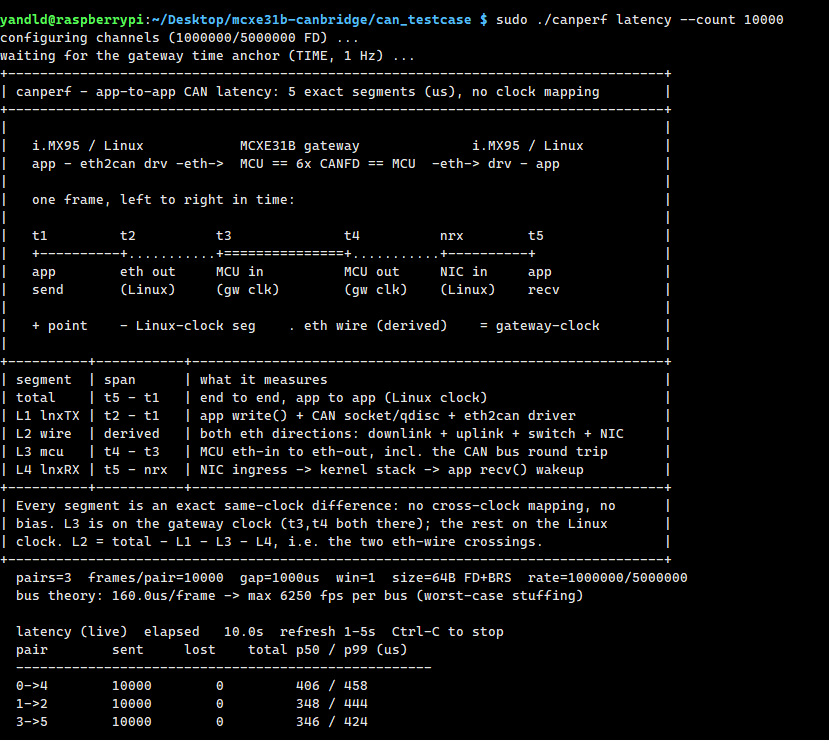 yandld@raspberrypi:~/Desktop/mcxe31b-canbridge/can_testcase $ sudo ./canperf latency --count 10000
configuring channels (1000000/5000000 FD) ...
waiting for the gateway time anchor (TIME, 1 Hz) ...
+---------------------------------------------------------------------------------+
| canperf - app-to-app CAN latency: 5 exact segments (us), no clock mapping        |
+---------------------------------------------------------------------------------+
|                                                                                  |
|   i.MX95 / Linux            MCXE31B gateway              i.MX95 / Linux          |
|   app - eth2can drv -eth->  MCU == 6x CANFD == MCU  -eth-> drv - app             |
|                                                                                  |
|   one frame, left to right in time:                                              |
|                                                                                  |
|   t1         t2          t3              t4          nrx        t5               |
|   +----------+...........+===============+...........+----------+                |
|   app        eth out     MCU in          MCU out     NIC in     app              |
|   send       (Linux)     (gw clk)        (gw clk)    (Linux)    recv             |
|                                                                                  |
|   + point    - Linux-clock seg    . eth wire (derived)    = gateway-clock        |
|                                                                                  |
+----------+-----------+-----------------------------------------------------------+
| segment  | span      | what it measures                                          |
| total    | t5 - t1   | end to end, app to app (Linux clock)                      |
| L1 lnxTX | t2 - t1   | app write() + CAN socket/qdisc + eth2can driver           |
| L2 wire  | derived   | both eth directions: downlink + uplink + switch + NIC     |
| L3 mcu   | t4 - t3   | MCU eth-in to eth-out, incl. the CAN bus round trip       |
| L4 lnxRX | t5 - nrx  | NIC ingress -> kernel stack -> app recv() wakeup          |
+----------+-----------+-----------------------------------------------------------+
| Every segment is an exact same-clock difference: no cross-clock mapping, no      |
| bias. L3 is on the gateway clock (t3,t4 both there); the rest on the Linux       |
| clock. L2 = total - L1 - L3 - L4, i.e. the two eth-wire crossings.               |
+----------------------------------------------------------------------------------+
  pairs=3  frames/pair=10000  gap=1000us  win=1  size=64B FD+BRS  rate=1000000/5000000
  bus theory: 160.0us/frame -> max 6250 fps per bus (worst-case stuffing)

  latency (live)  elapsed   10.0s  refresh 1-5s  Ctrl-C to stop
  pair        sent     lost    total p50 / p99 (us)
  ----------------------------------------------------
  0->4        10000        0         406 / 458
  1->2        10000        0         348 / 444
  3->5        10000        0         346 / 424